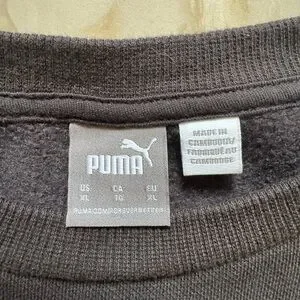 PUMA
US CA EU
XL TG XL
MADE IN
CAMBODIA/
FABRIQUÉ AU
CAMBODGE